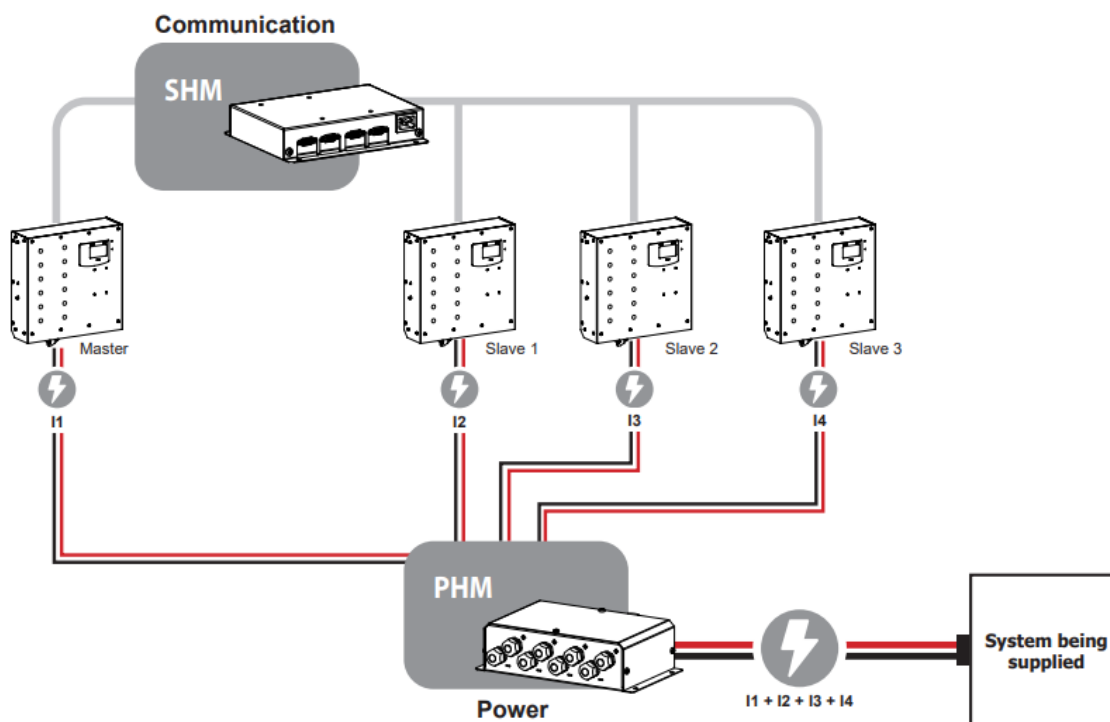 Communication
SHM
Master
Slave 1
Slave 2
Slave 3
I1
I2
I3
I4
PHM
Power
I1 + I2 + I3 + I4
System being
supplied